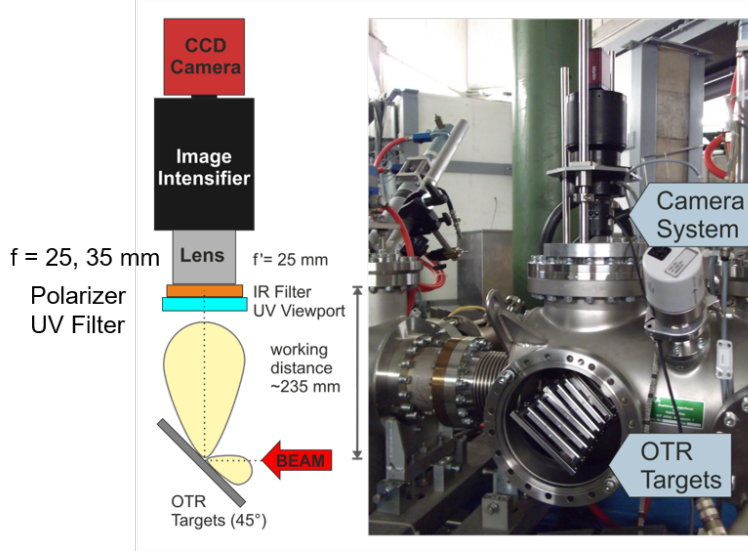 CCD
Camera
Image
Intensifier
f = 25, 35 mm
Lens
f'= 25 mm
Polarizer
UV Filter
IR Filter
UV Viewport
working
distance
~235 mm
BEAM
OTR
Targets (45°)
Camera
System
OTR
Targets